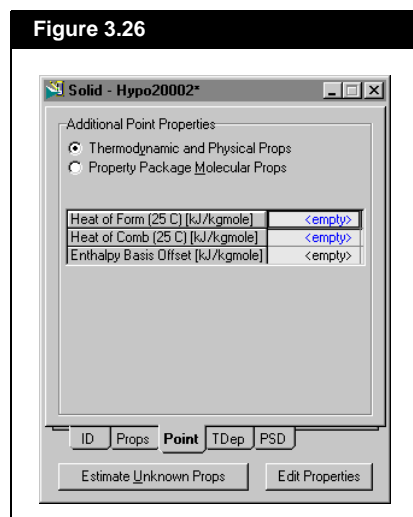 Figure 3.26
Solid - Hypo20002*
Additional Point Properties
Thermodynamic and Physical Props
Property Package Molecular Props
Heat of Form (25 C) [kJ/kgmole] <empty>
Heat of Comb (25 C) [kJ/kgmole] <empty>
Enthalpy Basis Offset [kJ/kgmole] <empty>
ID Props Point TDep PSD
Estimate Unknown Props Edit Properties